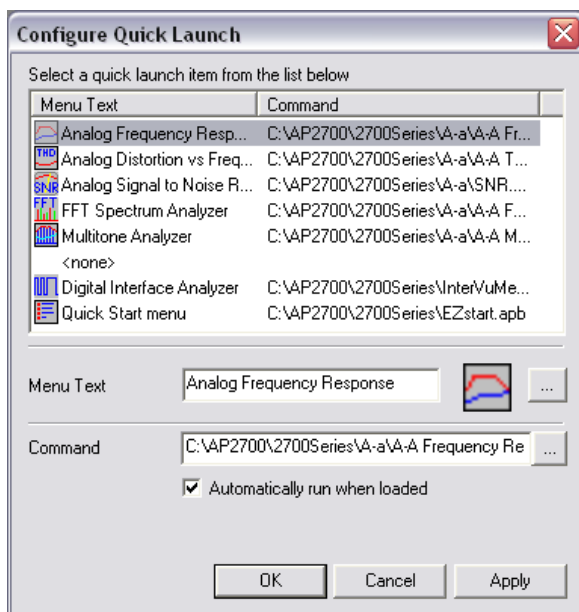 Configure Quick Launch
Select a quick launch item from the list below
Menu Text Command
Analog Frequency Resp... C:\AP2700\2700Series\A-a\A-A Fr...
THD Analog Distortion vs Freq... C:\AP2700\2700Series\A-a\A-A T...
SNR Analog Signal to Noise R... C:\AP2700\2700Series\A-a\SNR....
FFT FFT Spectrum Analyzer C:\AP2700\2700Series\A-a\A-A F...
Multitone Analyzer C:\AP2700\2700Series\A-a\A-A M...
<none>
Digital Interface Analyzer C:\AP2700\2700Series\InterVuMe...
Quick Start menu C:\AP2700\2700Series\EZstart.apb
Menu Text Analog Frequency Response ...
Command C:\AP2700\2700Series\A-a\A-A Frequency Re ...
Automatically run when loaded
OK Cancel Apply